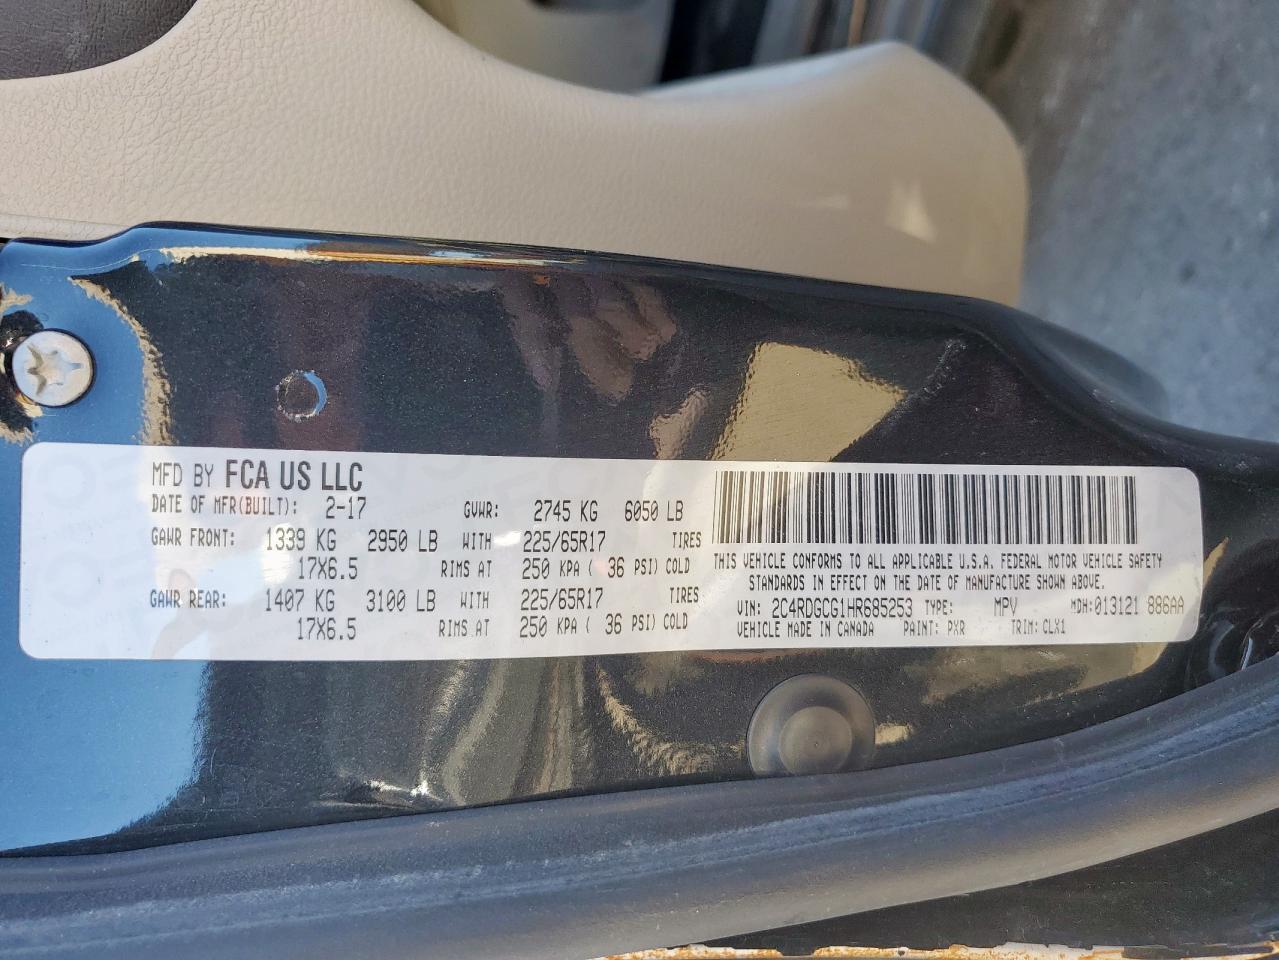 MFD BY FCA US LLC
DATE OF MFR(BUILT): 2-17 GVWR: 2745 KG 6050 LB
GAWR FRONT: 1339 KG 2950 LB WITH 225/65R17 TIRES
17X6.5 RIMS AT 250 KPA ( 36 PSI) COLD
GAWR REAR: 1407 KG 3100 LB WITH 225/65R17 TIRES
17X6.5 RIMS AT 250 KPA ( 36 PSI) COLD
THIS VEHICLE CONFORMS TO ALL APPLICABLE U.S.A. FEDERAL MOTOR VEHICLE SAFETY
STANDARDS IN EFFECT ON THE DATE OF MANUFACTURE SHOWN ABOVE.
VIN: 2C4RDGCG1HR685253 TYPE: MPV MDH:013121 886AA
VEHICLE MADE IN CANADA PAINT: PXR TRIM: CLX1